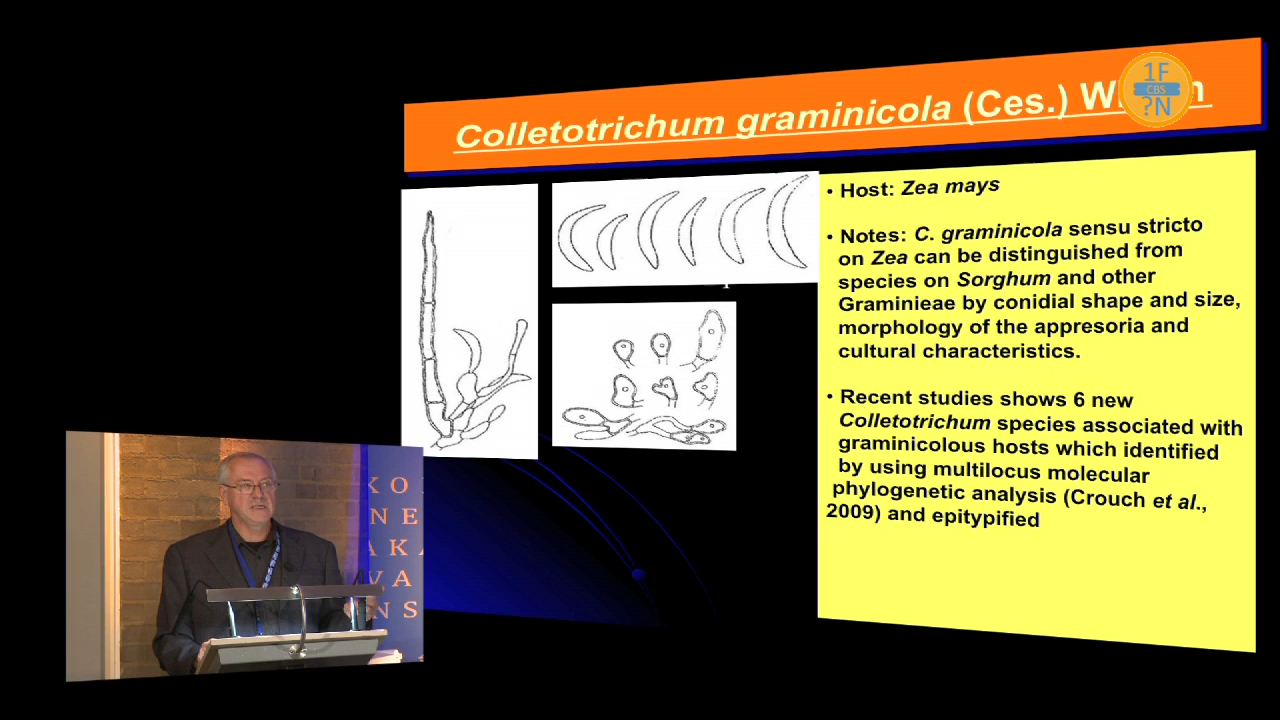 Colletotrichum graminicola (Ces.)
1F
CBS
?N
• Host: Zea mays
• Notes: C. graminicola sensu stricto
on Zea can be distinguished from
species on Sorghum and other
Graminieae by conidial shape and size,
morphology of the appresoria and
cultural characteristics.
• Recent studies shows 6 new
Colletotrichum species associated with
graminicolous hosts which identified
by using multilocus molecular
phylogenetic analysis (Crouch et al.,
2009) and epitypified